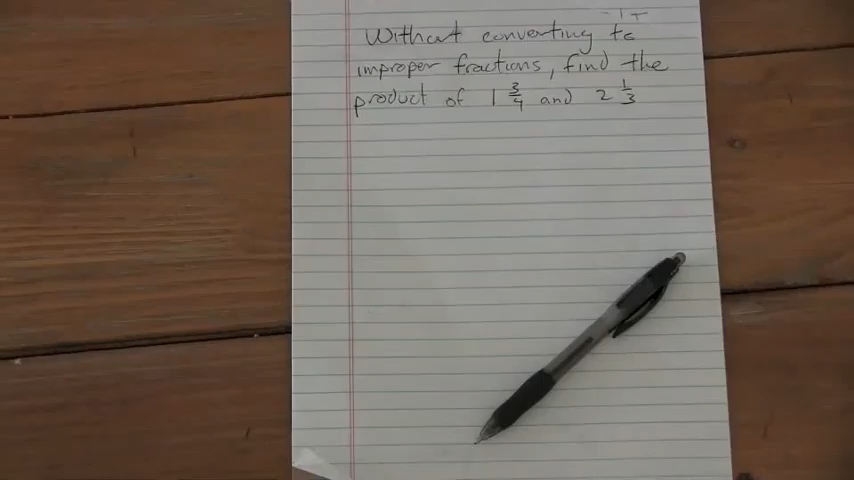 Without converting to
improper fractions, find the
product of 1 3/4 and 2 1/3